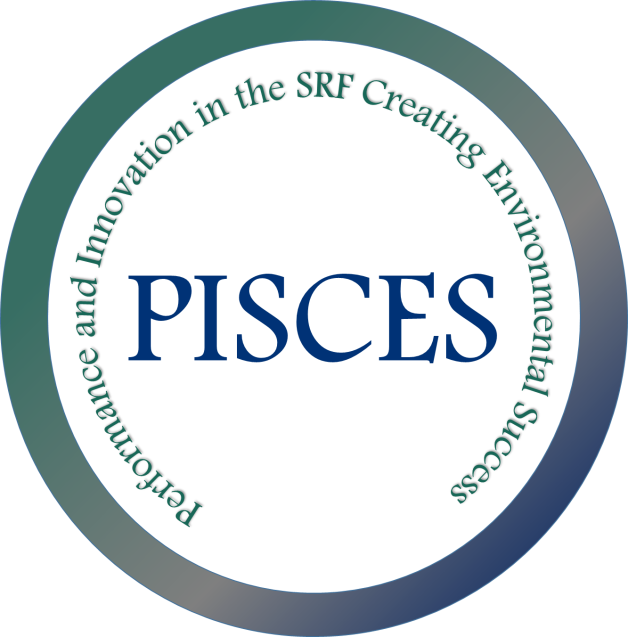 Performance and Innovation in the SRF Creating Environmental Success
PISCES